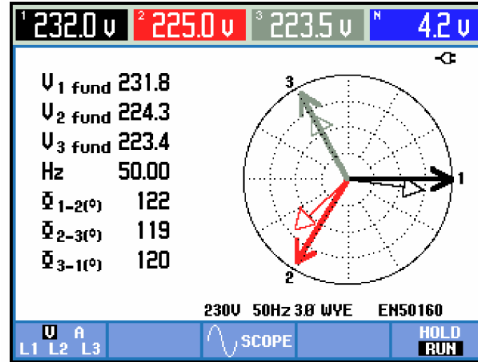 1 232.0 V 2 225.0 V 3 223.5 V N 4.2 V
V1 fund 231.8
V2 fund 224.3
V3 fund 223.4
Hz 50.00
Φ1-2(°) 122
Φ2-3(°) 119
Φ3-1(°) 120
3
1
2
230V 50Hz 3.0 WYE EN50160
V A
L1 L2 L3
SCOPE
HOLD
RUN